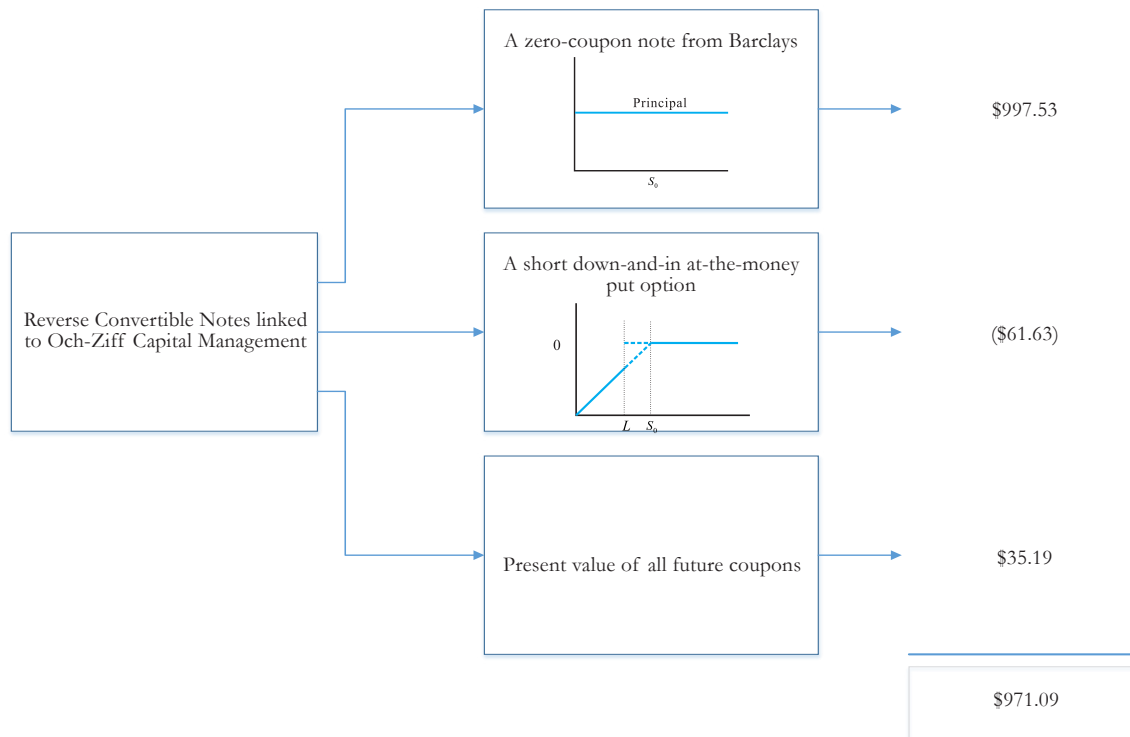 A zero-coupon note from Barclays
Principal
S0
$997.53
Reverse Convertible Notes linked
to Och-Ziff Capital Management
A short down-and-in at-the-money
put option
0
L S0
($61.63)
Present value of all future coupons
$35.19
$971.09